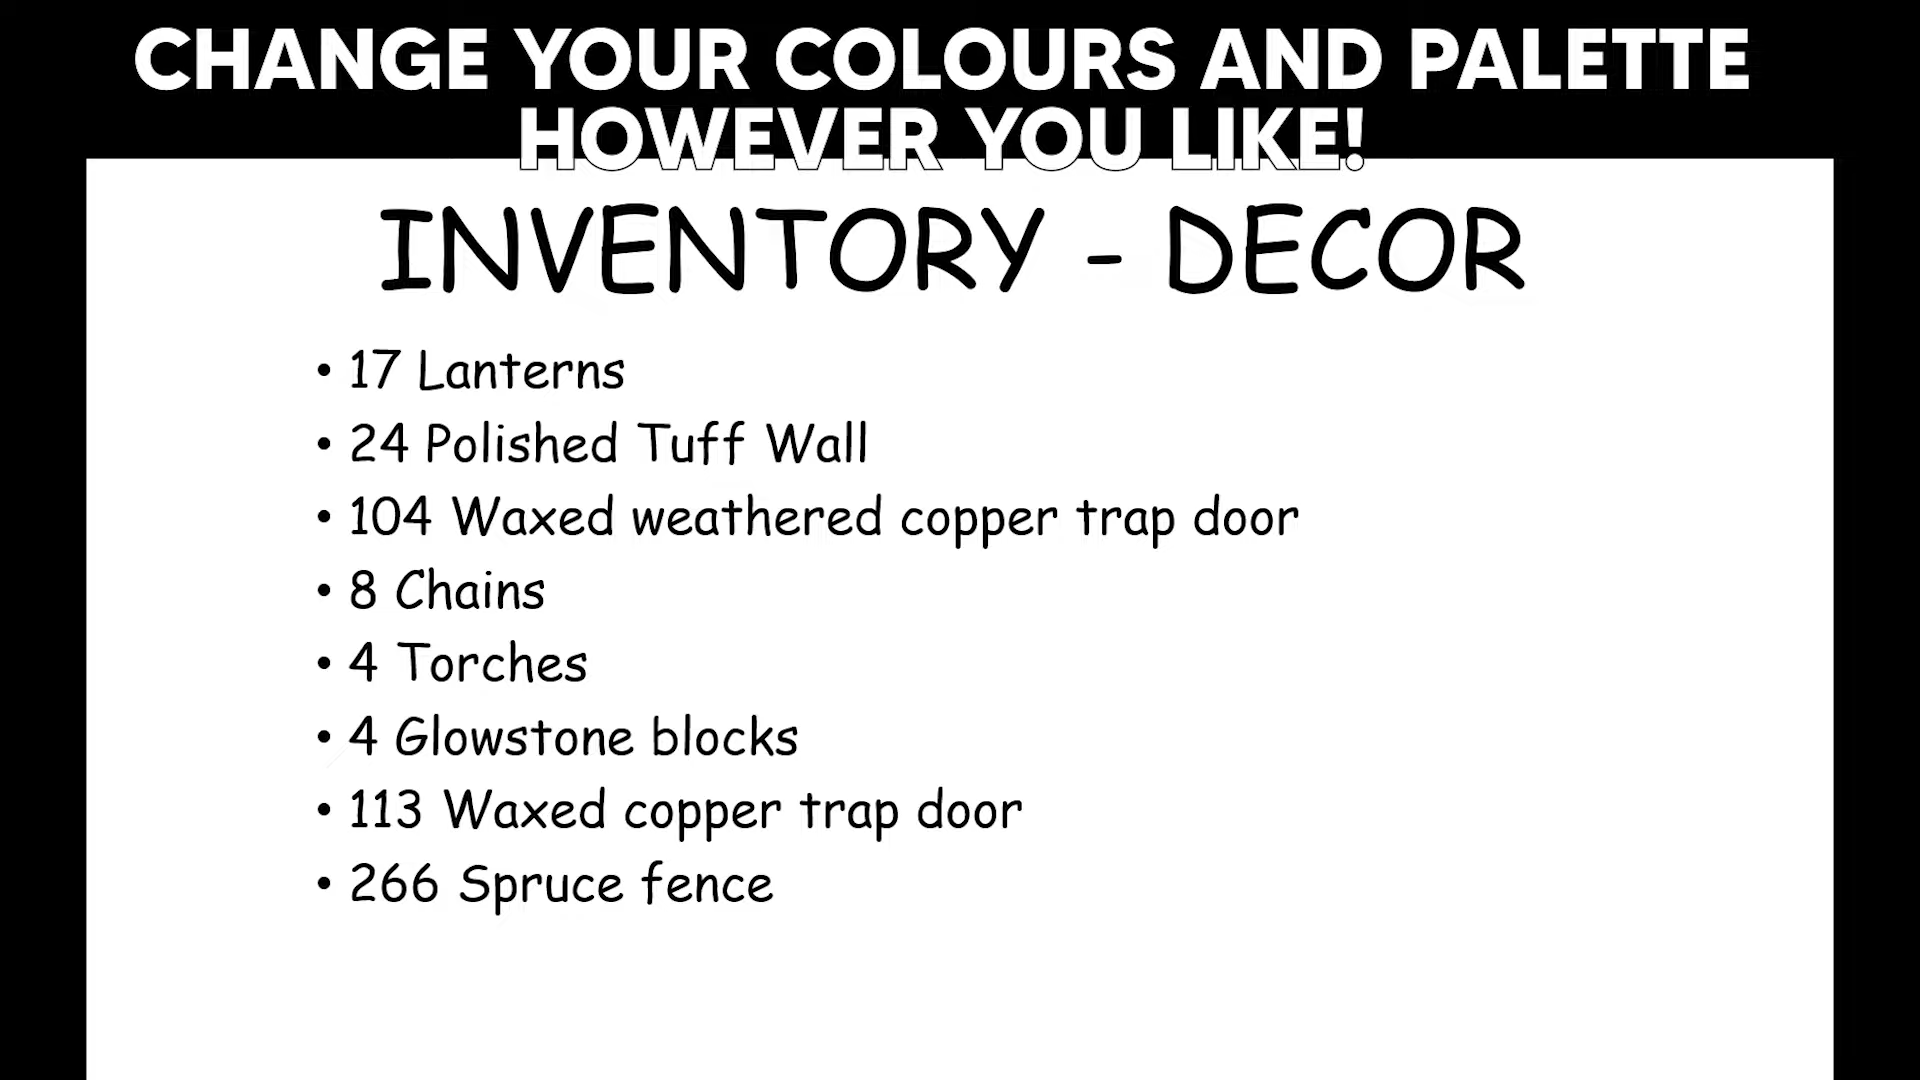 CHANGE YOUR COLOURS AND PALETTE
HOWEVER YOU LIKE!
INVENTORY - DECOR
• 17 Lanterns
• 24 Polished Tuff Wall
• 104 Waxed weathered copper trap door
• 8 Chains
• 4 Torches
• 4 Glowstone blocks
• 113 Waxed copper trap door
• 266 Spruce fence